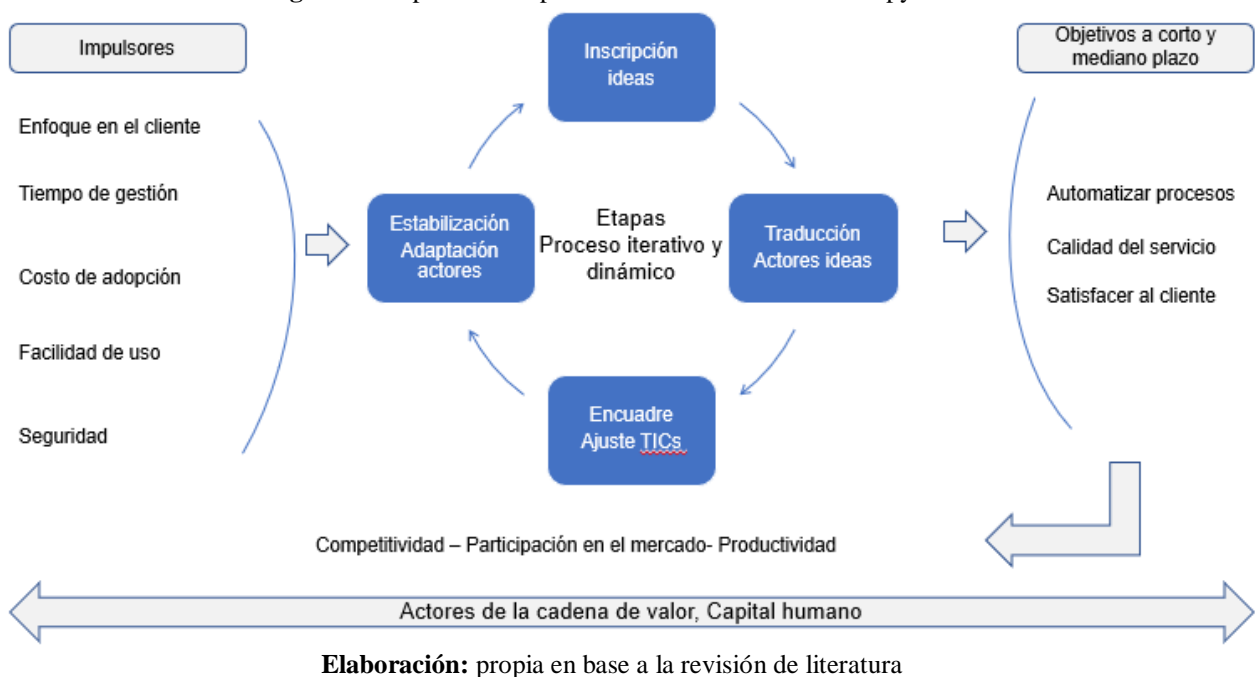 Impulsores
Enfoque en el cliente
Tiempo de gestión
Costo de adopción
Facilidad de uso
Seguridad
Inscripción
ideas
Estabilización
Adaptación
actores
Etapas
Proceso iterativo y
dinámico
Traducción
Actores ideas
Encuadre
Ajuste TICs
Objetivos a corto y
mediano plazo
Automatizar procesos
Calidad del servicio
Satisfacer al cliente
Competitividad – Participación en el mercado- Productividad
Actores de la cadena de valor, Capital humano
Elaboración: propia en base a la revisión de literatura